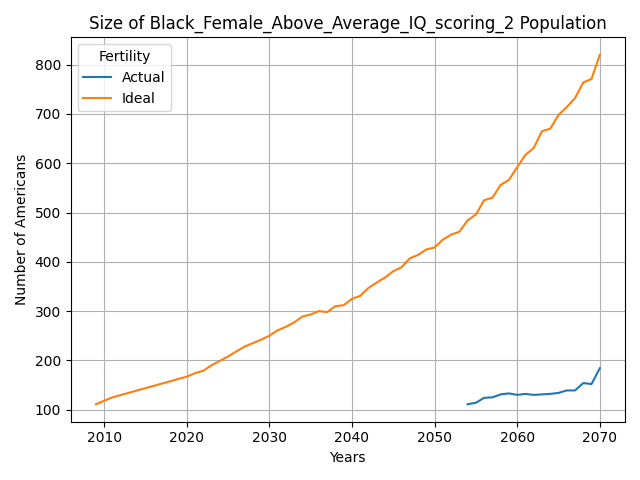 Size of Black_Female_Above_Average_IQ_scoring_2 Population
Fertility
Actual
Ideal
Number of Americans
800
700
600
500
400
300
200
100
2010 2020 2030 2040 2050 2060 2070
Years